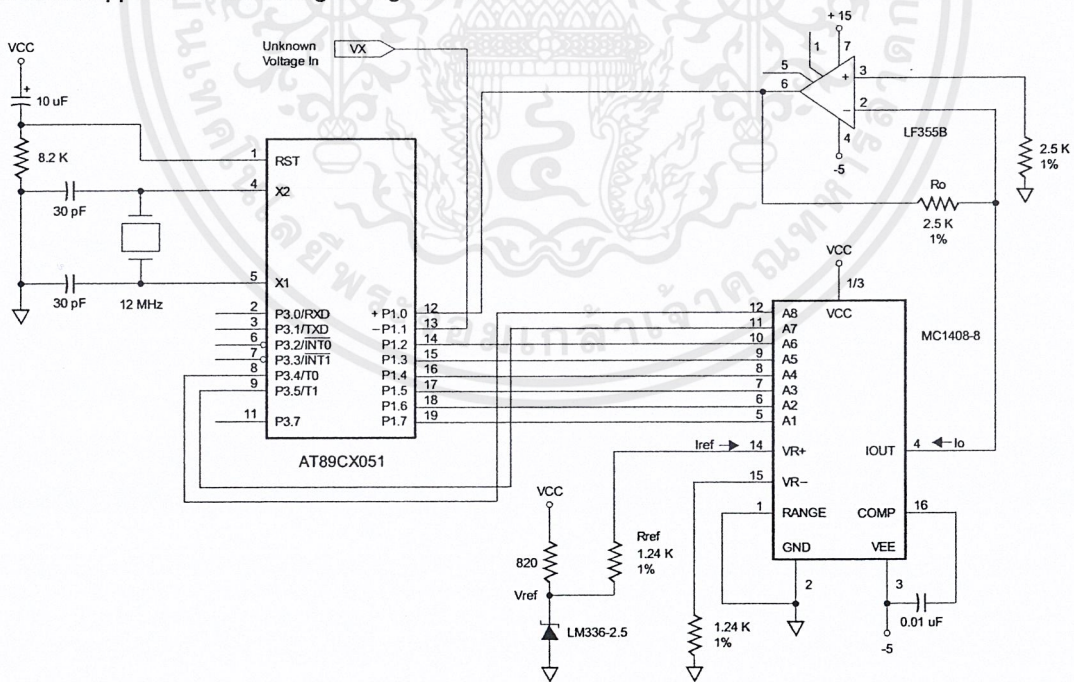 VCC
+
10 uF
8.2 K
30 pF
30 pF
12 MHz
Unknown
Voltage In
VX
1 RST
4 X2
5 X1
2 P3.0/RXD
3 P3.1/TXD
6 P3.2/INT0
7 P3.3/INT1
8 P3.4/T0
9 P3.5/T1
11 P3.7
+ P1.0 12
− P1.1 13
P1.2 14
P1.3 15
P1.4 16
P1.5 17
P1.6 18
P1.7 19
AT89CX051
+ 15
1
7
5
6
+ 3
− 2
4
-5
LF355B
2.5 K
1%
Ro
2.5 K
1%
VCC
1/3
VCC
MC1408-8
12 A8
11 A7
10 A6
9 A5
8 A4
7 A3
6 A2
5 A1
Iref 14 VR+
IOUT 4 Io
15 VR−
1 RANGE
COMP 16
GND
VEE
2
3
0.01 uF
-5
VCC
820
Vref
LM336-2.5
Rref
1.24 K
1%
1.24 K
1%